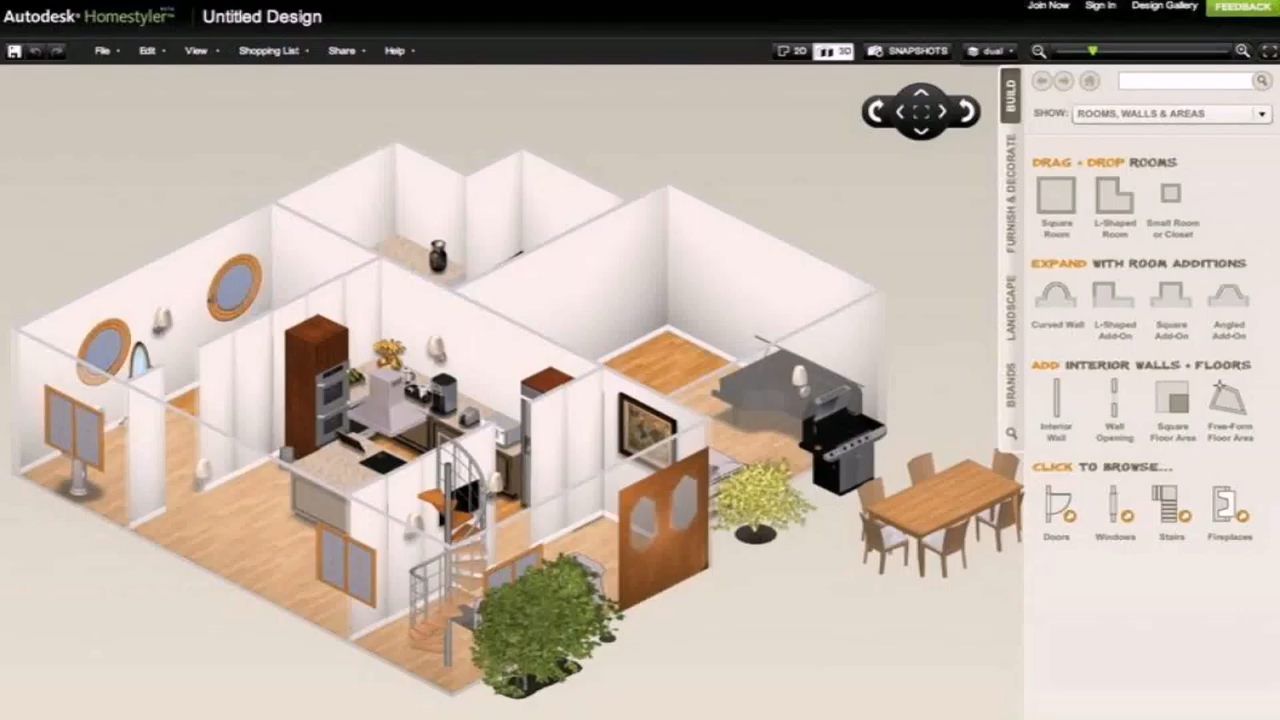 Autodesk® Homestyler™ BETA
Untitled Design
Join Now Sign In Design Gallery FEEDBACK
File Edit View Shopping List Share Help
2D 3D SNAPSHOTS dual
BUILD
FURNISH & DECORATE
LANDSCAPE
BRANDS
SHOW: ROOMS, WALLS & AREAS
DRAG + DROP ROOMS
Square Room
L-Shaped Room
Small Room or Closet
EXPAND WITH ROOM ADDITIONS
Curved Wall
L-Shaped Add-On
Square Add-On
Angled Add-On
ADD INTERIOR WALLS + FLOORS
Interior Wall
Wall Opening
Square Floor Area
Free-Form Floor Area
CLICK TO BROWSE...
Doors Windows Stairs Fireplaces